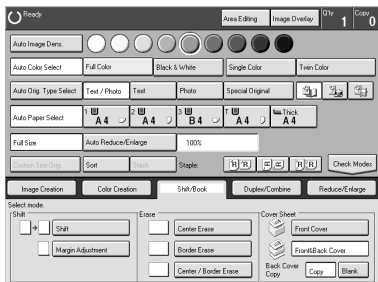 Ready
Area Editing Image Overlay Q'ty 1 Copy 0
Auto Image Dens.
Auto Color Select Full Color Black & White Single Color Twin Color
Auto Orig. Type Select Text / Photo Text Photo Special Original
Auto Paper Select 1 A4 2 A4 3 B4 T A4 Thick A4
Full Size Auto Reduce/Enlarge 100%
Custom Size Orig. Sort Stack Staple: Check Modes
Image Creation Color Creation Shift/Book Duplex/Combine Reduce/Enlarge
Select mode.
Shift Erase Cover Sheet
Shift Center Erase Front Cover
Margin Adjustment Border Erase Front&Back Cover
Center / Border Erase Back Cover Copy Copy Blank